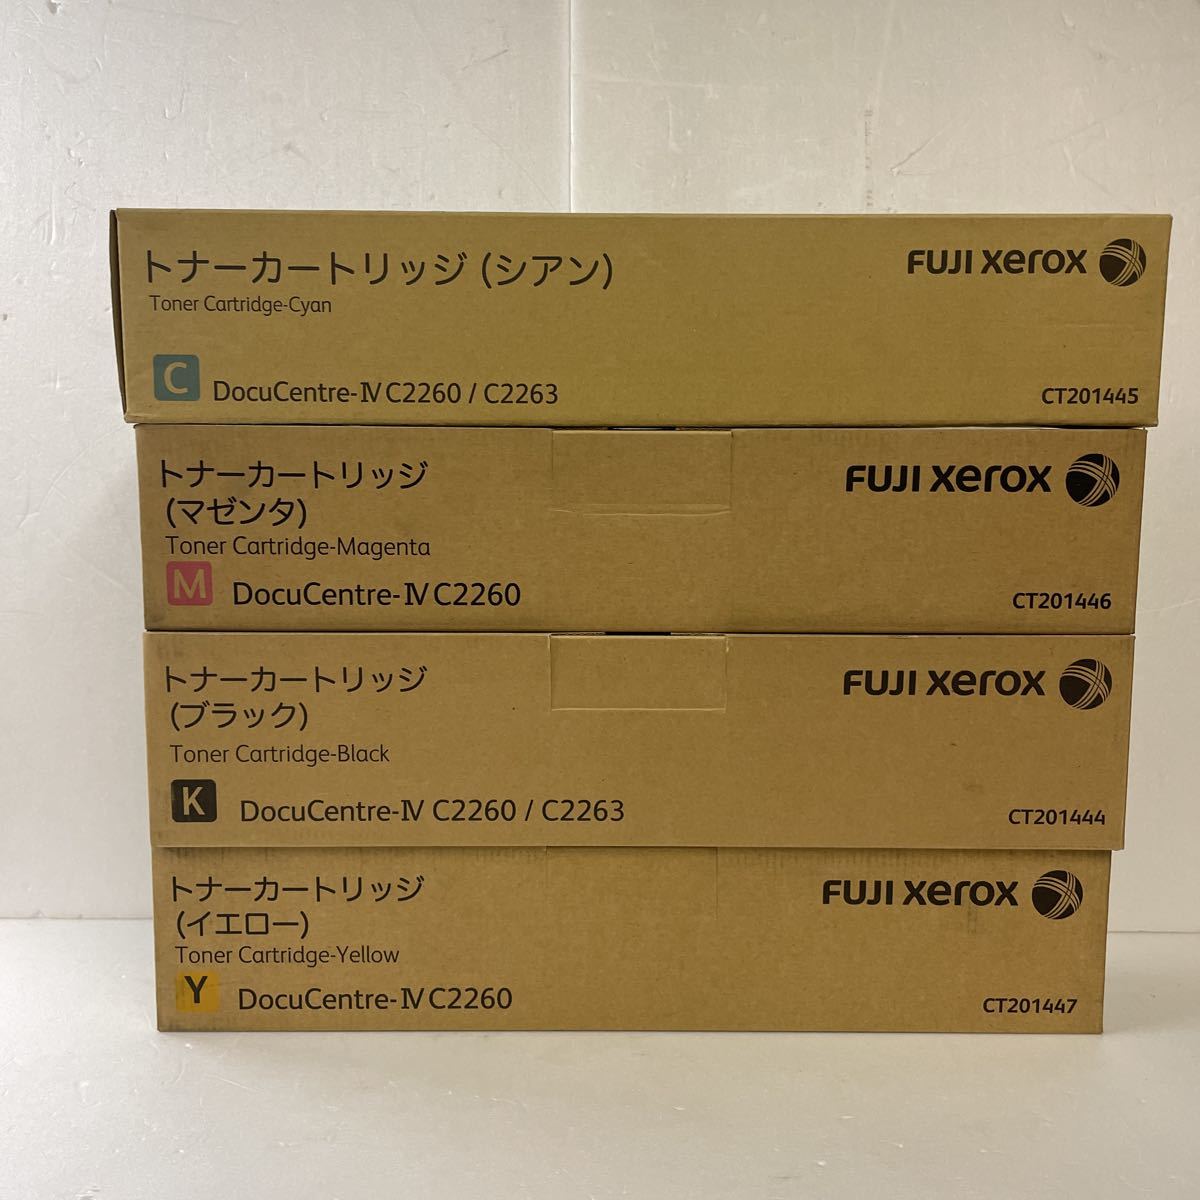 トナーカートリッジ (シアン)
FUJI xerox
Toner Cartridge-Cyan
C
DocuCentre-Ⅳ C2260 / C2263
CT201445
トナーカートリッジ
(マゼンタ)
FUJI xerox
Toner Cartridge-Magenta
M
DocuCentre-Ⅳ C2260
CT201446
トナーカートリッジ
(ブラック)
FUJI xerox
Toner Cartridge-Black
K
DocuCentre-Ⅳ C2260 / C2263
CT201444
トナーカートリッジ
(イエロー)
FUJI xerox
Toner Cartridge-Yellow
Y
DocuCentre-Ⅳ C2260
CT201447